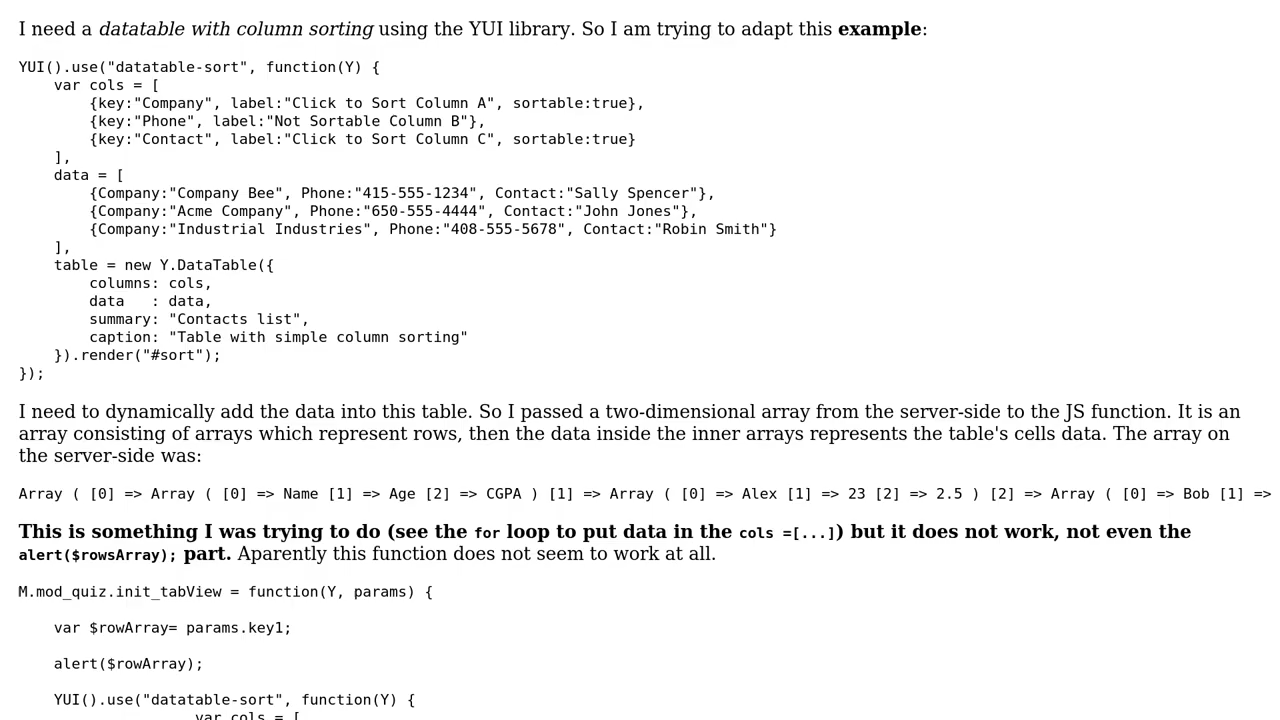 I need a datatable with column sorting using the YUI library. So I am trying to adapt this example:
YUI().use("datatable-sort", function(Y) {
    var cols = [
        {key:"Company", label:"Click to Sort Column A", sortable:true},
        {key:"Phone", label:"Not Sortable Column B"},
        {key:"Contact", label:"Click to Sort Column C", sortable:true}
    ],
    data = [
        {Company:"Company Bee", Phone:"415-555-1234", Contact:"Sally Spencer"},
        {Company:"Acme Company", Phone:"650-555-4444", Contact:"John Jones"},
        {Company:"Industrial Industries", Phone:"408-555-5678", Contact:"Robin Smith"}
    ],
    table = new Y.DataTable({
        columns: cols,
        data   : data,
        summary: "Contacts list",
        caption: "Table with simple column sorting"
    }).render("#sort");
});
I need to dynamically add the data into this table. So I passed a two-dimensional array from the server-side to the JS function. It is an
array consisting of arrays which represent rows, then the data inside the inner arrays represents the table's cells data. The array on
the server-side was:
Array ( [0] => Array ( [0] => Name [1] => Age [2] => CGPA ) [1] => Array ( [0] => Alex [1] => 23 [2] => 2.5 ) [2] => Array ( [0] => Bob [1] =>
This is something I was trying to do (see the for loop to put data in the cols =[...]) but it does not work, not even the
alert($rowsArray); part. Aparently this function does not seem to work at all.
M.mod_quiz.init_tabView = function(Y, params) {
    var $rowArray= params.key1;
    alert($rowArray);
    YUI().use("datatable-sort", function(Y) {
                    var cols = [